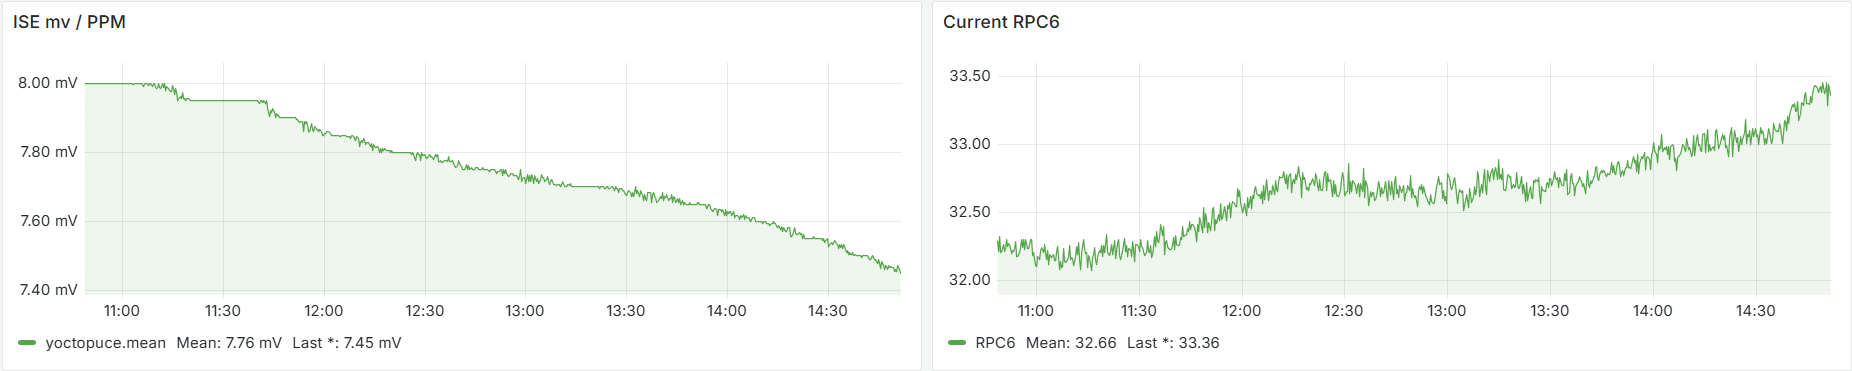 ISE mv / PPM
8.00 mV
7.80 mV
7.60 mV
7.40 mV
11:00 11:30 12:00 12:30 13:00 13:30 14:00 14:30
yoctopuce.mean Mean: 7.76 mV Last *: 7.45 mV
Current RPC6
33.50
33.00
32.50
32.00
11:00 11:30 12:00 12:30 13:00 13:30 14:00 14:30
RPC6 Mean: 32.66 Last *: 33.36